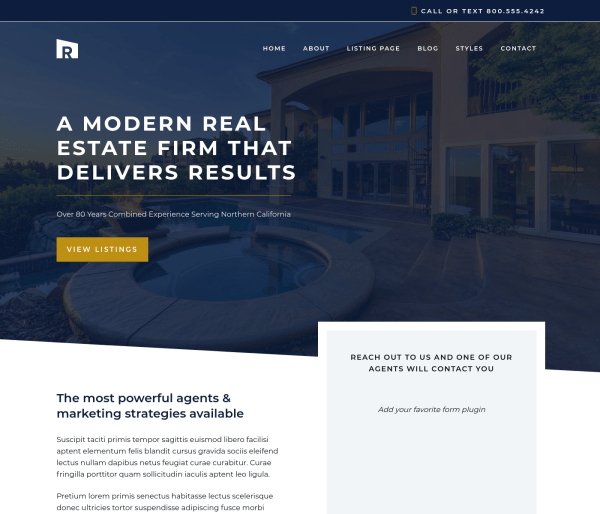 CALL OR TEXT 800.555.4242
R
HOME ABOUT LISTING PAGE BLOG STYLES CONTACT
A MODERN REAL
ESTATE FIRM THAT
DELIVERS RESULTS
Over 80 Years Combined Experience Serving Northern California
VIEW LISTINGS
REACH OUT TO US AND ONE OF OUR
AGENTS WILL CONTACT YOU
Add your favorite form plugin
The most powerful agents &
marketing strategies available
Suscipit taciti primis tempor sagittis euismod libero facilisi
aptent elementum felis blandit cursus gravida sociis eleifend
lectus nullam dapibus netus feugiat curae curabitur. Curae
fringilla porttitor quam sollicitudin iaculis aptent leo ligula.
Pretium lorem primis senectus habitasse lectus scelerisque
donec ultricies tortor suspendisse adipiscing fusce morbi